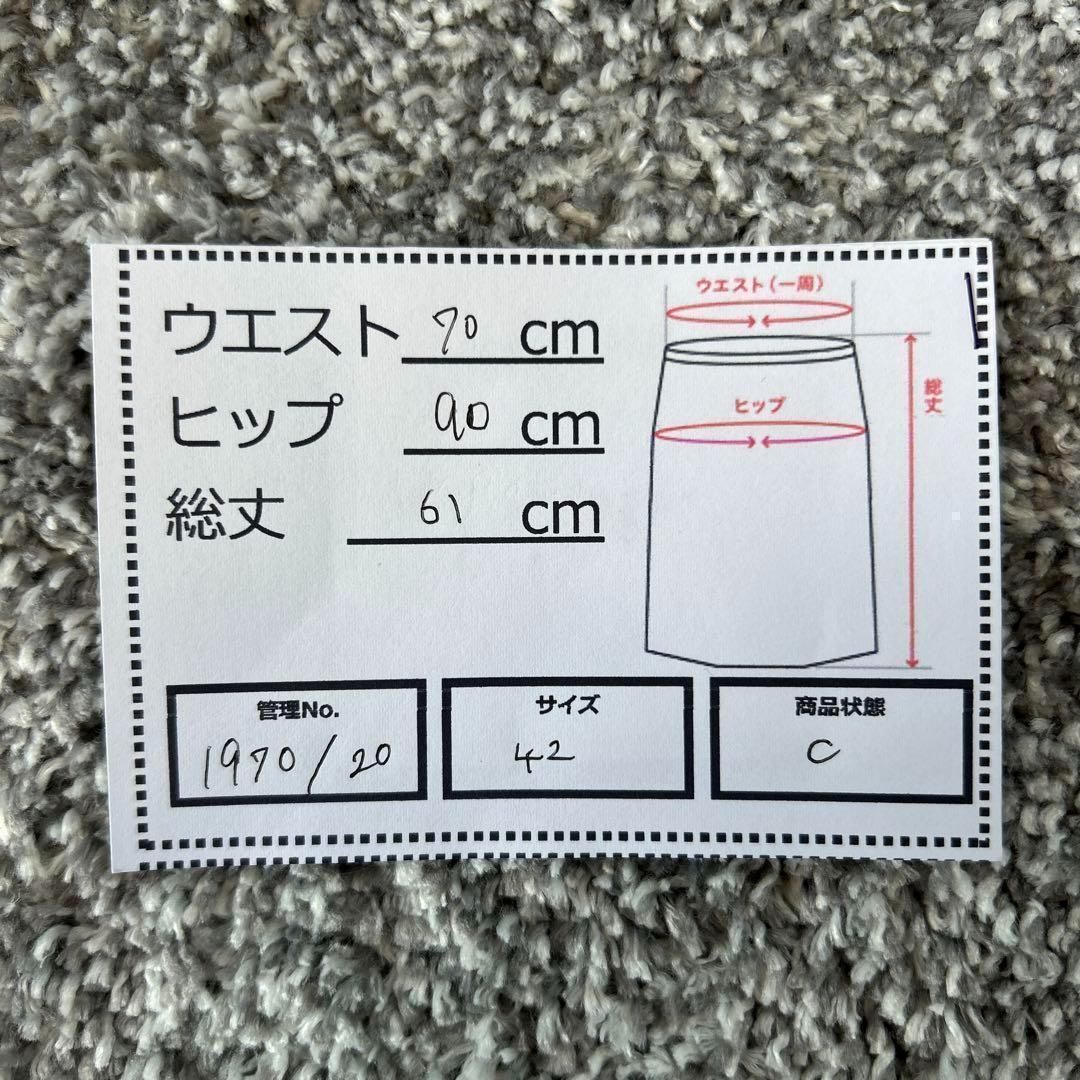 ウエスト 70 cm
ヒップ 90 cm
総丈 61 cm
ウエスト(一周)
ヒップ
総丈
管理No.
1970/20
サイズ
42
商品状態
C